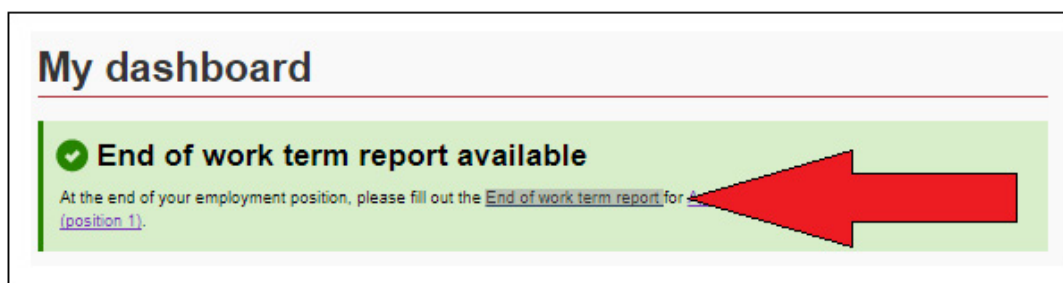 My dashboard
End of work term report available
At the end of your employment position, please fill out the End of work term report for
(position 1).